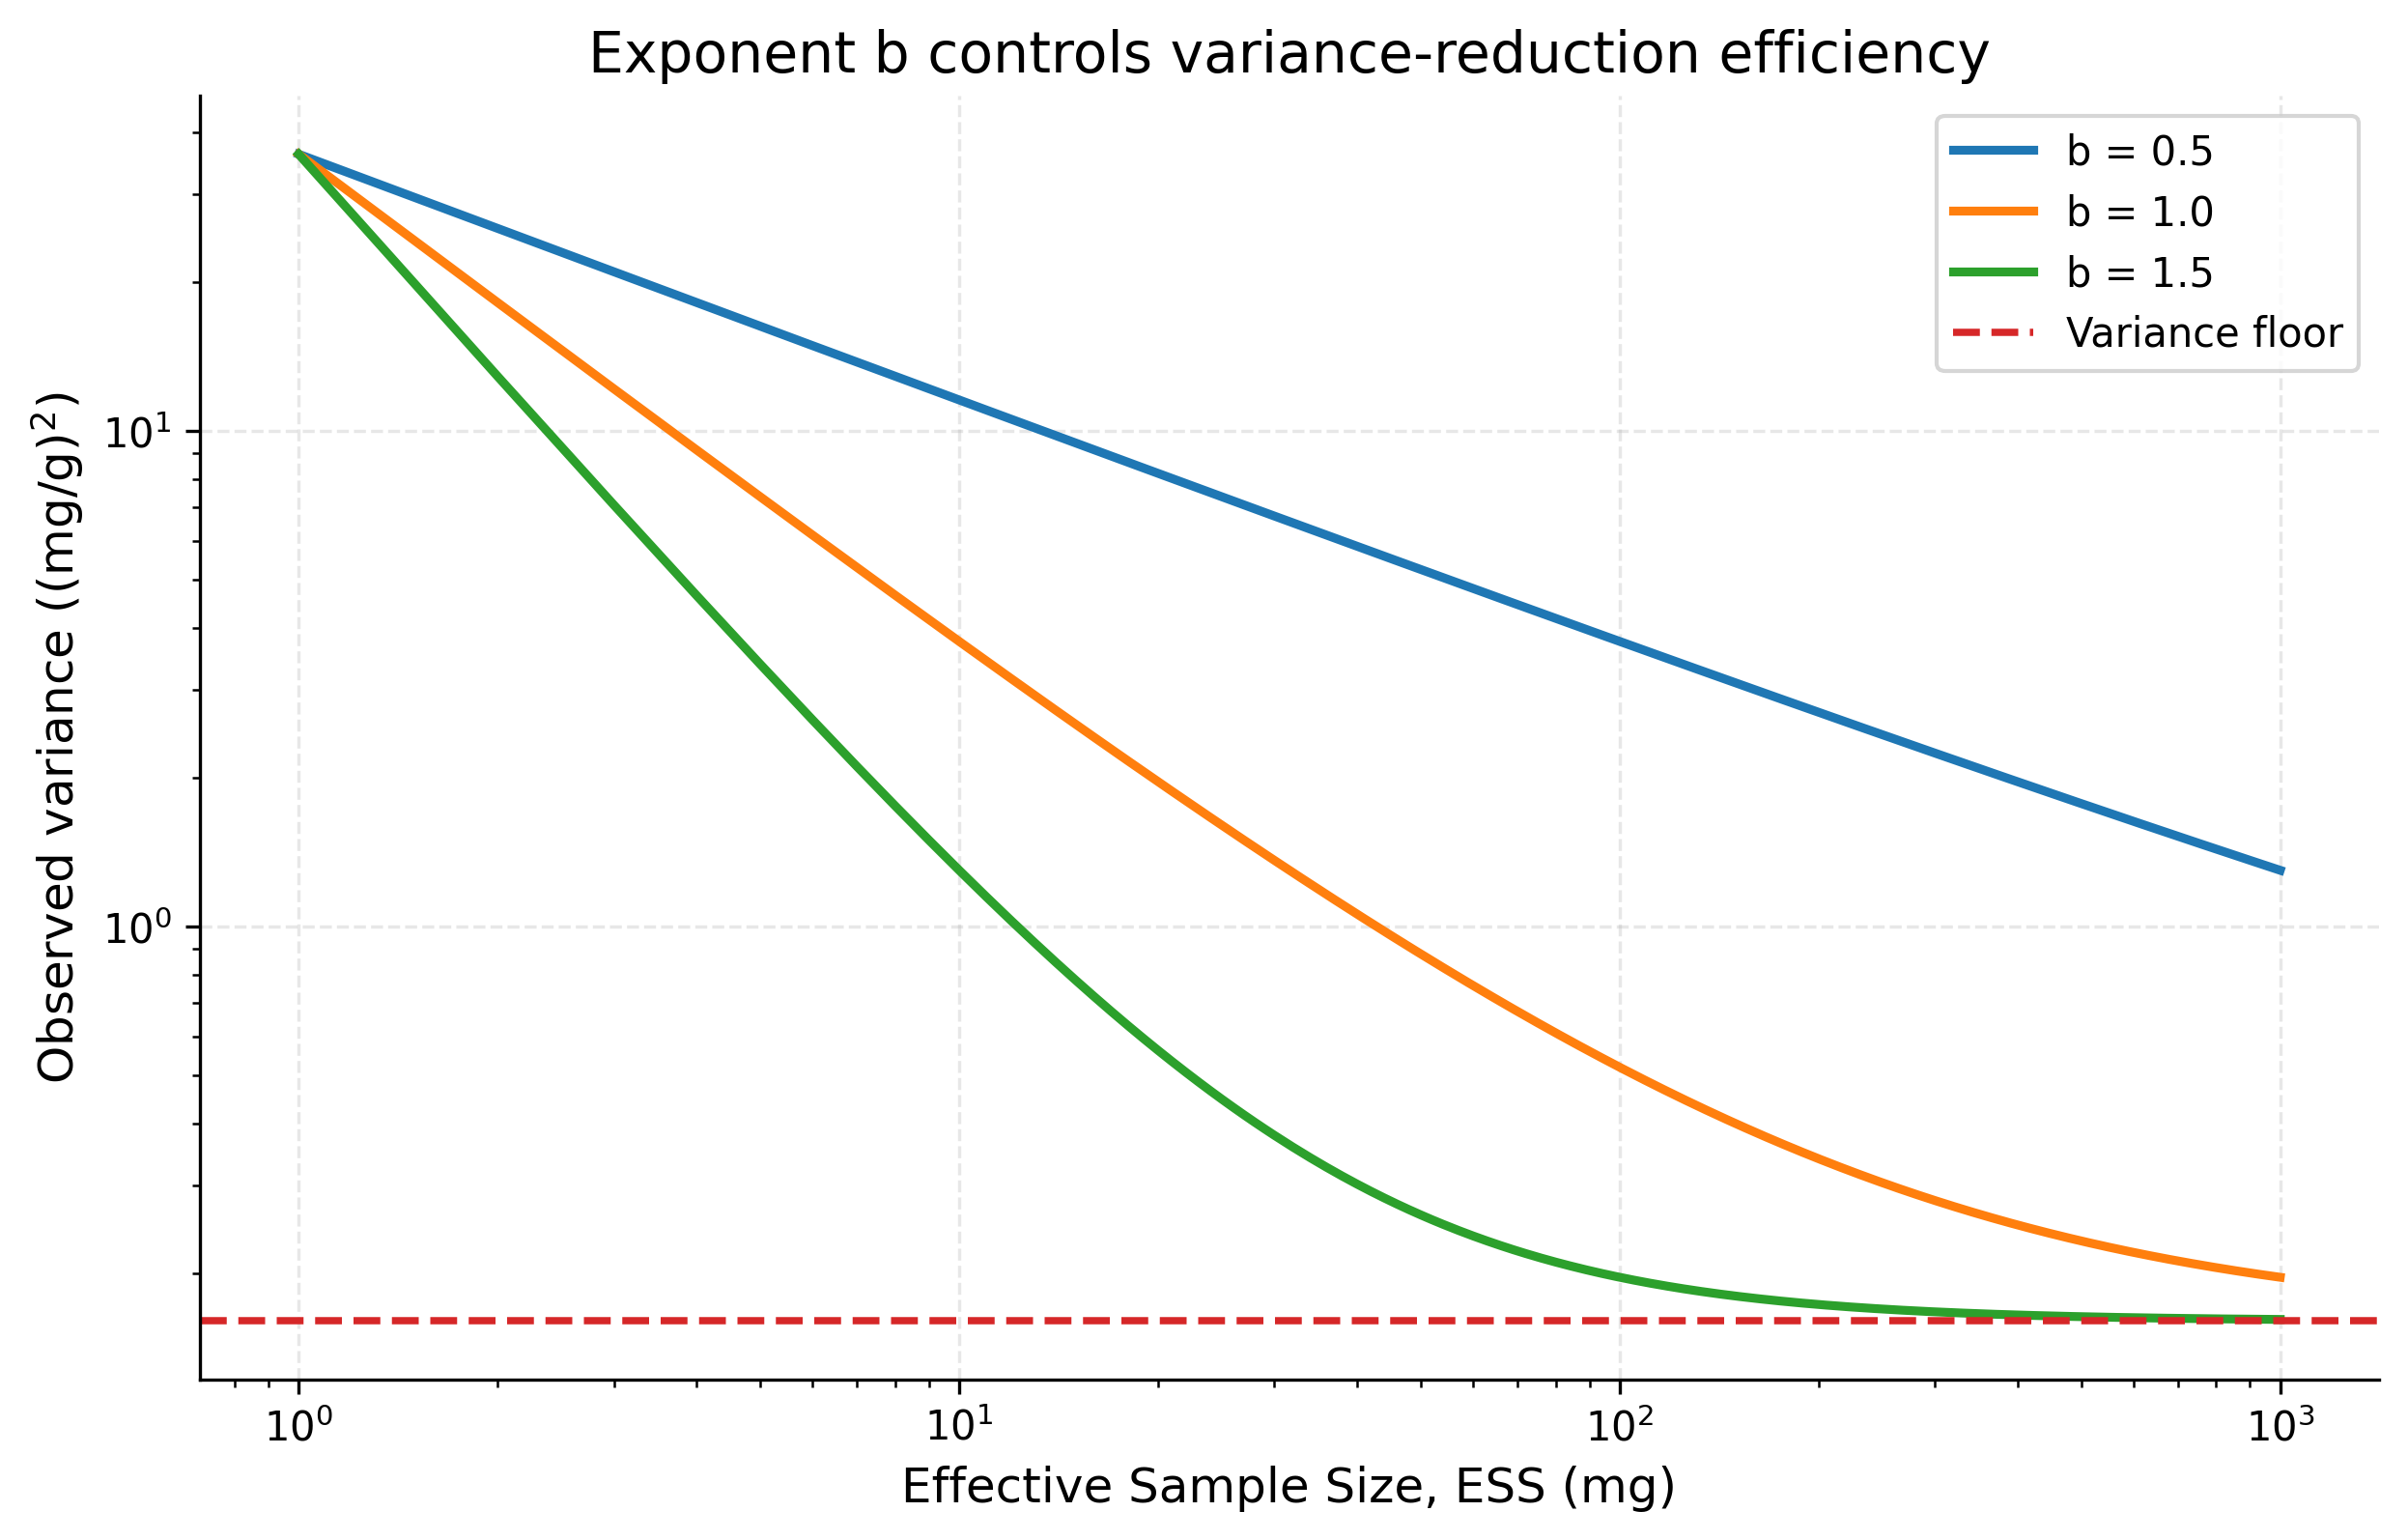 Exponent b controls variance-reduction efficiency
b = 0.5
b = 1.0
b = 1.5
Variance floor
Observed variance ((mg/g)²)
10¹
10⁰
10⁰ 10¹ 10² 10³
Effective Sample Size, ESS (mg)